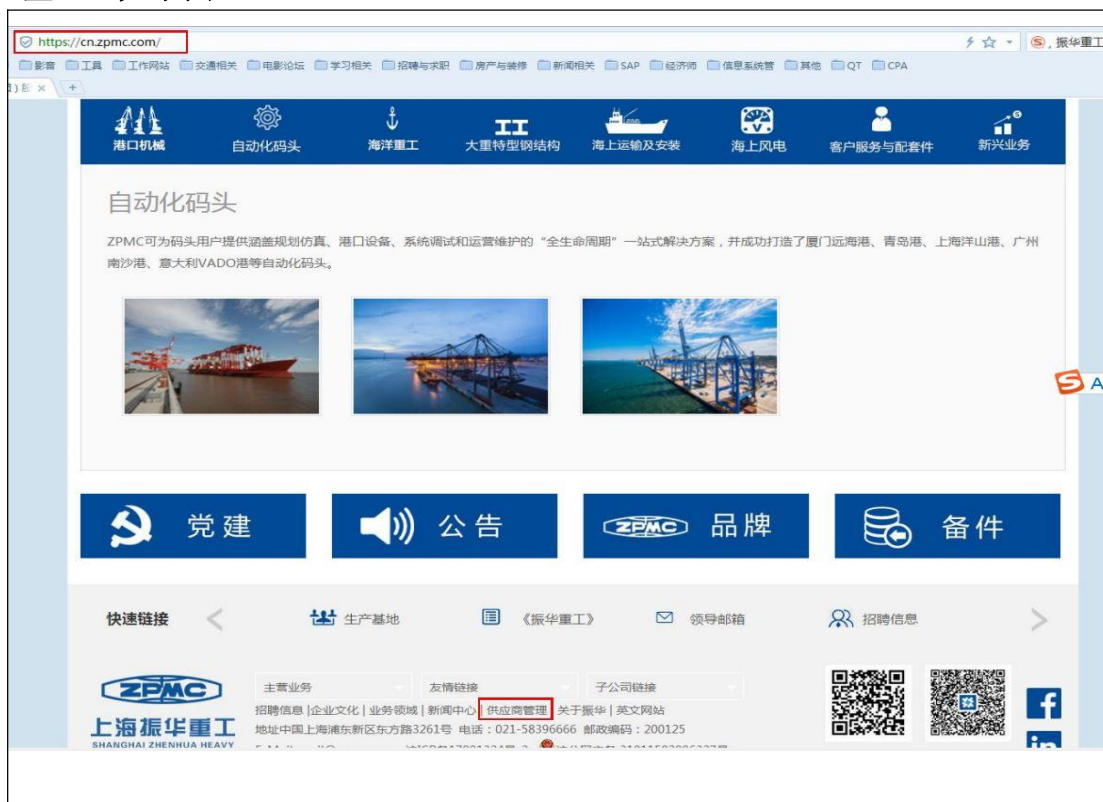 https://cn.zpmc.com/
振华重工
影音 工具 工作网站 交通相关 电影论坛 学习相关 招聘与求职 房产与装修 新闻相关 SAP 经济师 信息系统管 其他 QT CPA
港口机械 自动化码头 海洋重工 大重特型钢结构 海上运输及安装 海上风电 客户服务与配套件 新兴业务
自动化码头
ZPMC可为码头用户提供涵盖规划仿真、港口设备、系统调试和运营维护的“全生命周期”一站式解决方案，并成功打造了厦门远海港、青岛港、上海洋山港、广州
南沙港、意大利VADO港等自动化码头。
党建 公告 ZPMC 品牌 备件
快速链接 生产基地 《振华重工》 领导邮箱 招聘信息
ZPMC
主营业务 友情链接 子公司链接
招聘信息 |企业文化 | 业务领域 | 新闻中心 | 供应商管理| 关于振华 | 英文网站
上海振华重工
地址中国上海浦东新区东方路3261号 电话：021-58396666 邮政编码：200125
SHANGHAI ZHENHUA HEAVY